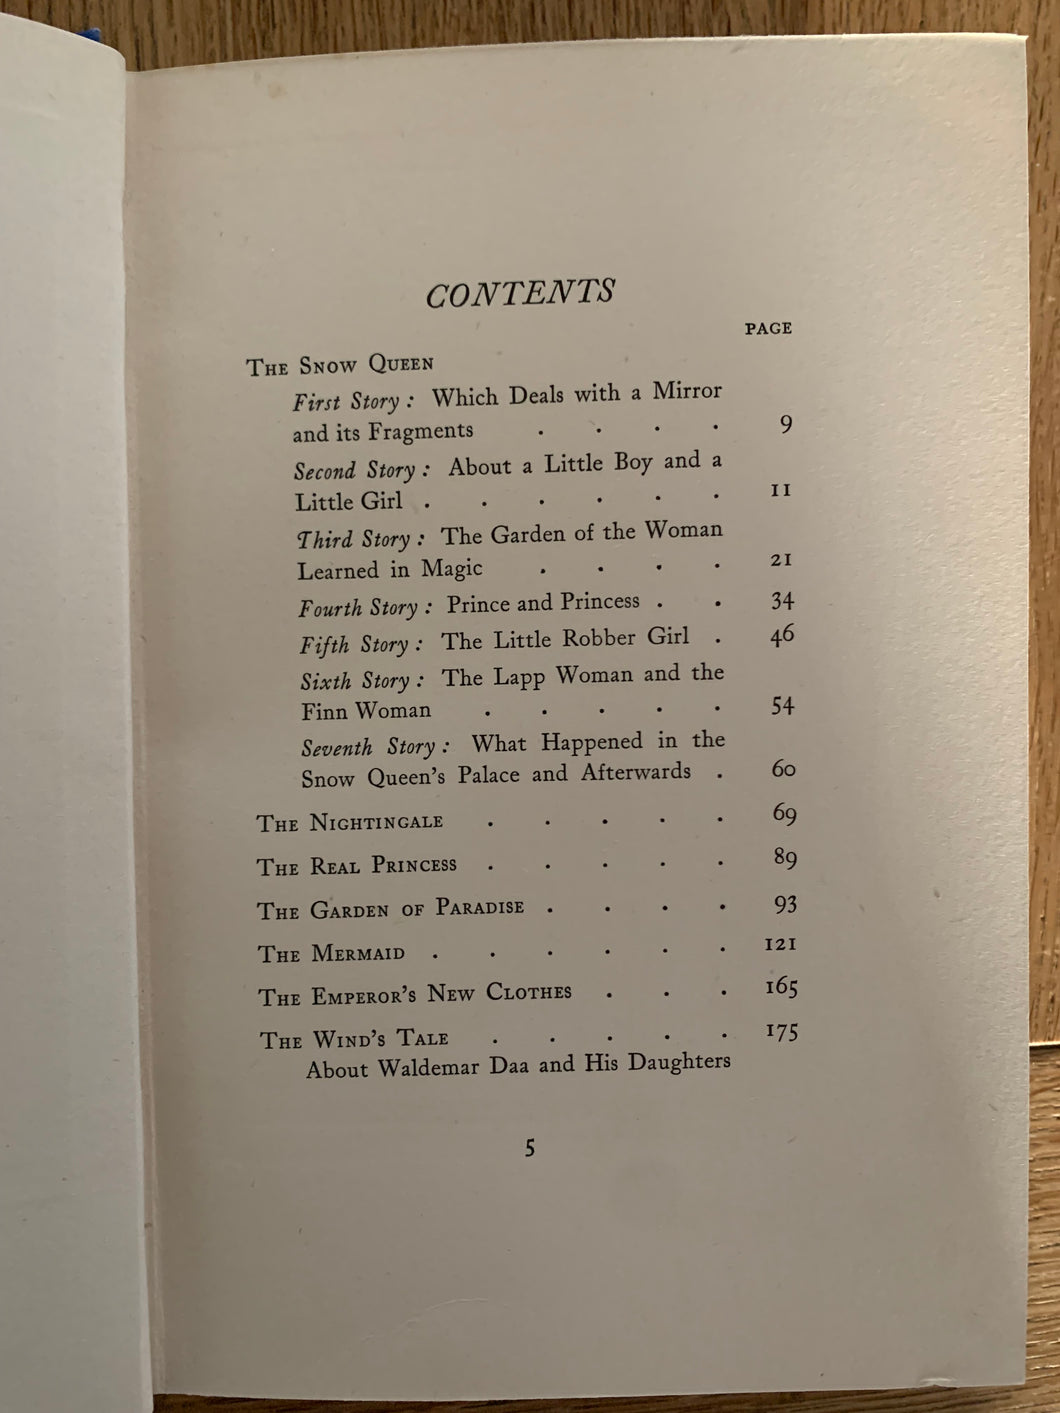 CONTENTS
PAGE
THE SNOW QUEEN
First Story: Which Deals with a Mirror
and its Fragments . . . . 9
Second Story: About a Little Boy and a
Little Girl . . . . . . 11
Third Story: The Garden of the Woman
Learned in Magic . . . . 21
Fourth Story: Prince and Princess . . 34
Fifth Story: The Little Robber Girl . 46
Sixth Story: The Lapp Woman and the
Finn Woman . . . . . 54
Seventh Story: What Happened in the
Snow Queen's Palace and Afterwards . 60
THE NIGHTINGALE . . . . . 69
THE REAL PRINCESS . . . . . 89
THE GARDEN OF PARADISE . . . . 93
THE MERMAID . . . . . . 121
THE EMPEROR'S NEW CLOTHES . . . 165
THE WIND'S TALE . . . . . 175
About Waldemar Daa and His Daughters
5